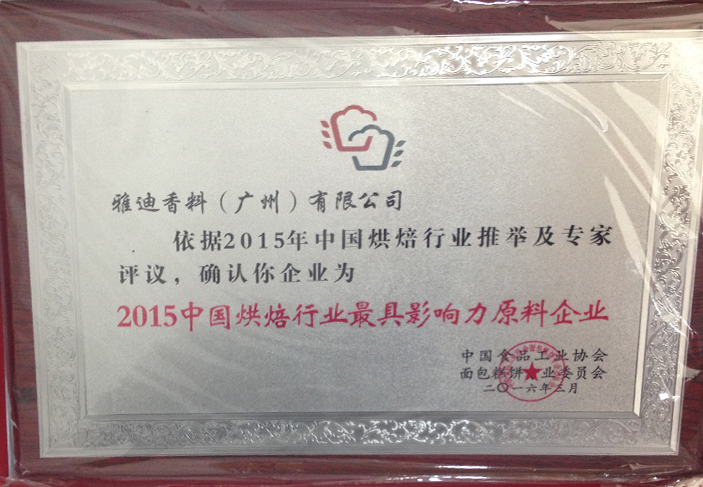 雅迪香料（广州）有限公司
依据2015年中国烘焙行业推举及专家
评议，确认你企业为
2015中国烘焙行业最具影响力原料企业
中国食品工业协会
面包糕饼专业委员会
二〇一六年三月